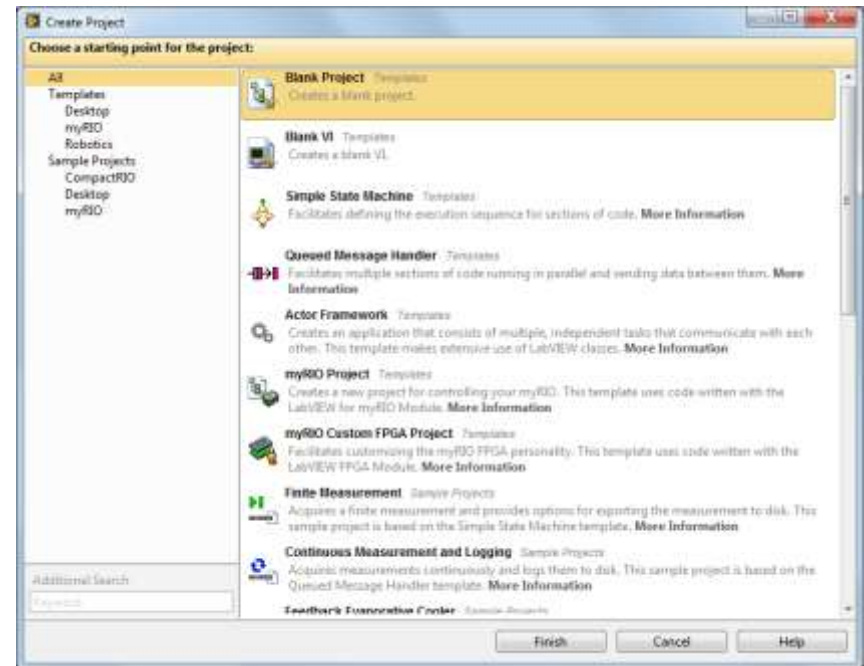 Create Project
Choose a starting point for the project:
All
Templates
Desktop
myRIO
Robotics
Sample Projects
CompactRIO
Desktop
myRIO
Additional Search
Keyword
Blank Project Templates
Creates a blank project.
Blank VI Templates
Creates a blank VI.
Simple State Machine Templates
Facilitates defining the execution sequence for sections of code. More Information
Queued Message Handler Templates
Facilitates multiple sections of code running in parallel and sending data between them. More
Information
Actor Framework Templates
Creates an application that consists of multiple, independent tasks that communicate with each
other. This template makes extensive use of LabVIEW classes. More Information
myRIO Project Templates
Creates a new project for controlling your myRIO. This template uses code written with the
LabVIEW for myRIO Module. More Information
myRIO Custom FPGA Project Templates
Facilitates customizing the myRIO FPGA personality. This template uses code written with the
LabVIEW FPGA Module. More Information
Finite Measurement Sample Projects
Acquires a finite measurement and provides options for exporting the measurement to disk. This
sample project is based on the Simple State Machine template. More Information
Continuous Measurement and Logging Sample Projects
Acquires measurements continuously and logs them to disk. This sample project is based on the
Queued Message Handler template. More Information
Feedback Evaporative Cooler Sample Projects
Finish
Cancel
Help